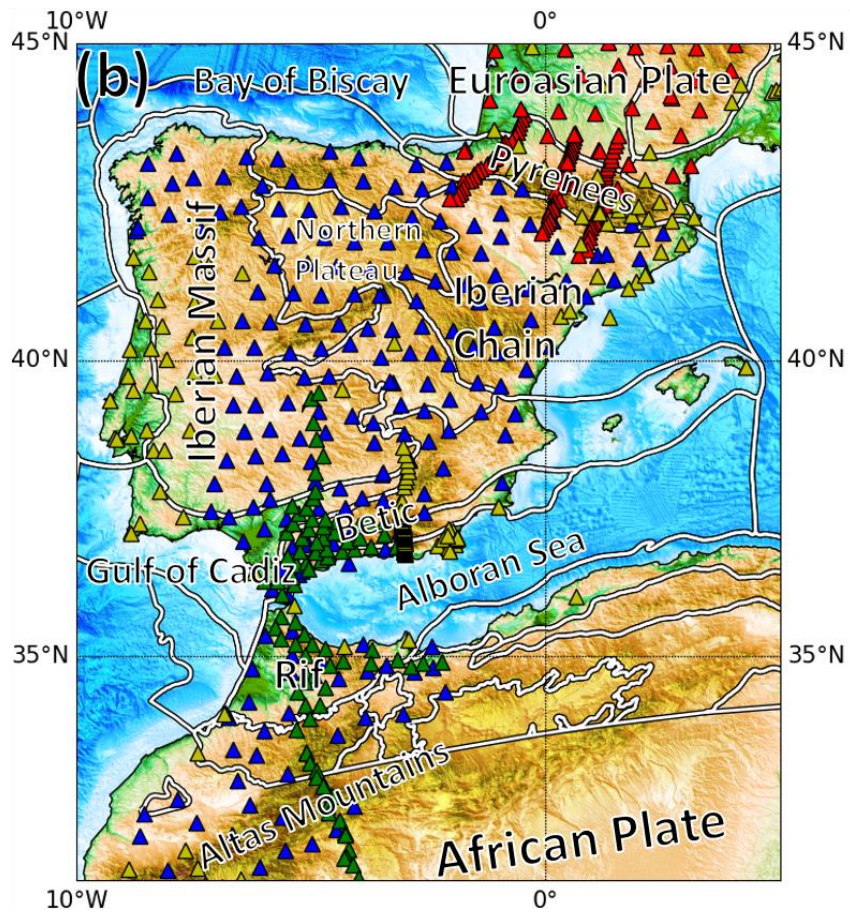 10°W 0°
45°N 45°N
(b) Bay of Biscay Euroasian Plate
Pyrenees
Northern
Plateau
Iberian Massif
Iberian
Chain
40°N 40°N
Betic
Gulf of Cadiz
Alboran Sea
35°N 35°N
Rif
Altas Mountains
African Plate
10°W 0°